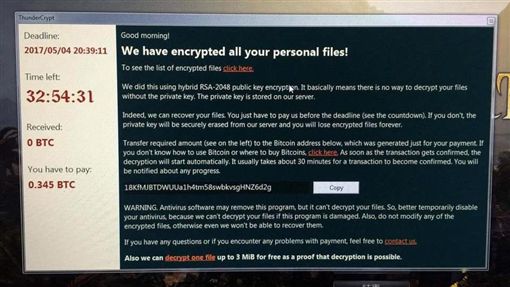 ThunderCrypt
Deadline:
2017/05/04 20:39:11
Time left:
32:54:31
Received:
0 BTC
You have to pay:
0.345 BTC
Good morning!
We have encrypted all your personal files!
To see the list of encrypted files click here.
We did this using hybrid RSA-2048 public key encryption. It basically means there is no way to decrypt your files
without the private key. The private key is stored on our server.
Indeed, we can recover your files. You just have to pay us before the deadline (see the countdown). If you don't, the
private key will be securely erased from our server and you will lose encrypted files forever.
Transfer required amount (see on the left) to the Bitcoin address below, which was generated just for your payment. If
you don't know how to use Bitcoin or where to buy Bitcoins, click here. As soon as the transaction gets confirmed, the
decryption will start automatically. It usually takes about 30 minutes for a transaction to become confirmed. You will
be notified about any progress.
18KfMJBTDWUUa1h4tm58swbkvsgHNZ6d2g
Copy
WARNING. Antivirus software may remove this program, but it can't decrypt your files. So, better temporarily disable
your antivirus, because we can't decrypt your files if this program is damaged. Also, do not modify any of the
encrypted files, otherwise even we won't be able to recover them.
If you have any questions or if you encounter any problems with payment, feel free to contact us.
Also we can decrypt one file up to 3 MiB for free as a proof that decryption is possible.